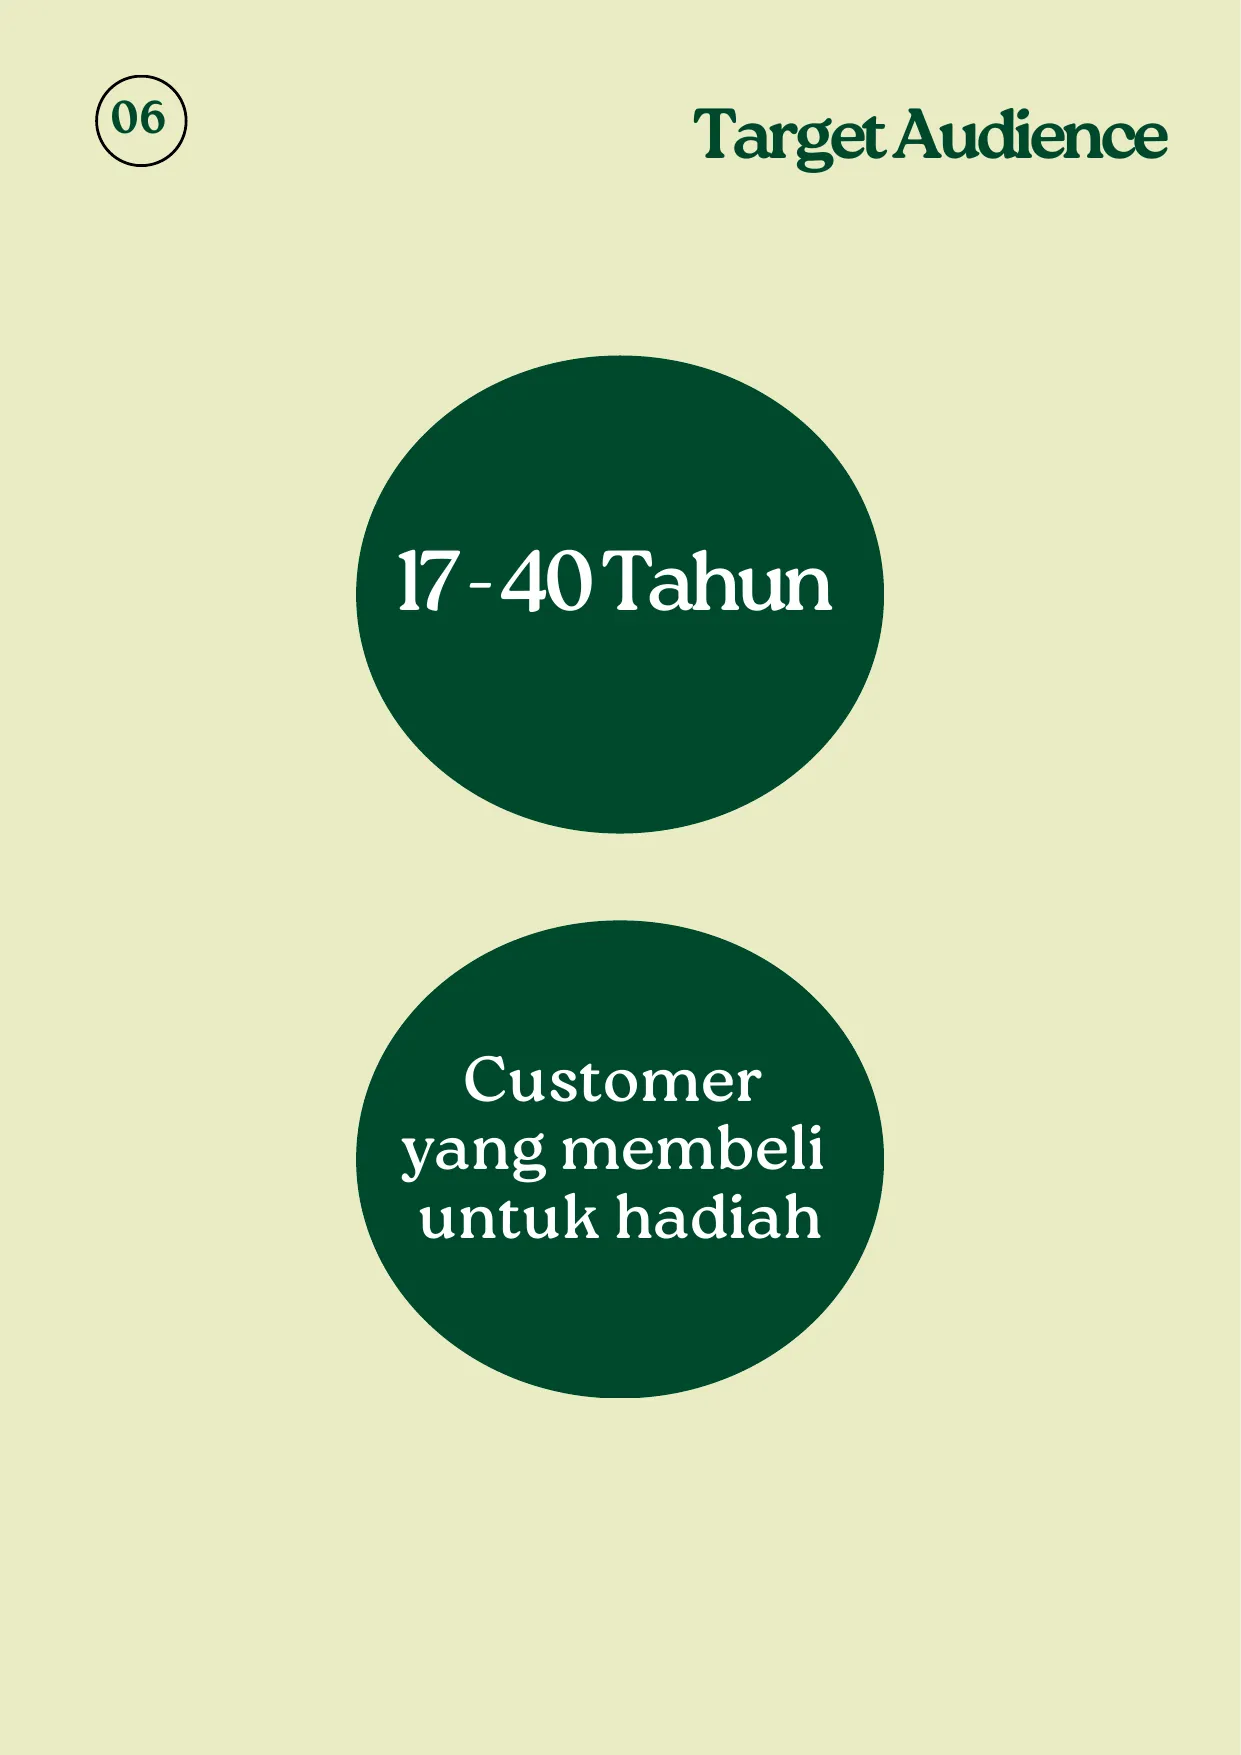 06
Target Audience
17 - 40 Tahun
Customer
yang membeli
untuk hadiah